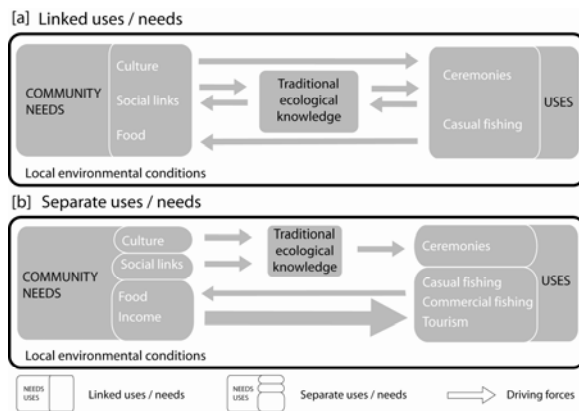 [a] Linked uses / needs
COMMUNITY
NEEDS
Culture
Social links
Food
Traditional
ecological
knowledge
Ceremonies
Casual fishing
USES
Local environmental conditions
[b] Separate uses / needs
COMMUNITY
NEEDS
Culture
Social links
Food
Income
Traditional
ecological
knowledge
Ceremonies
Casual fishing
Commercial fishing
Tourism
USES
Local environmental conditions
NEEDS
USES
Linked uses/needs
NEEDS
USES
Separate uses/needs
Driving forces